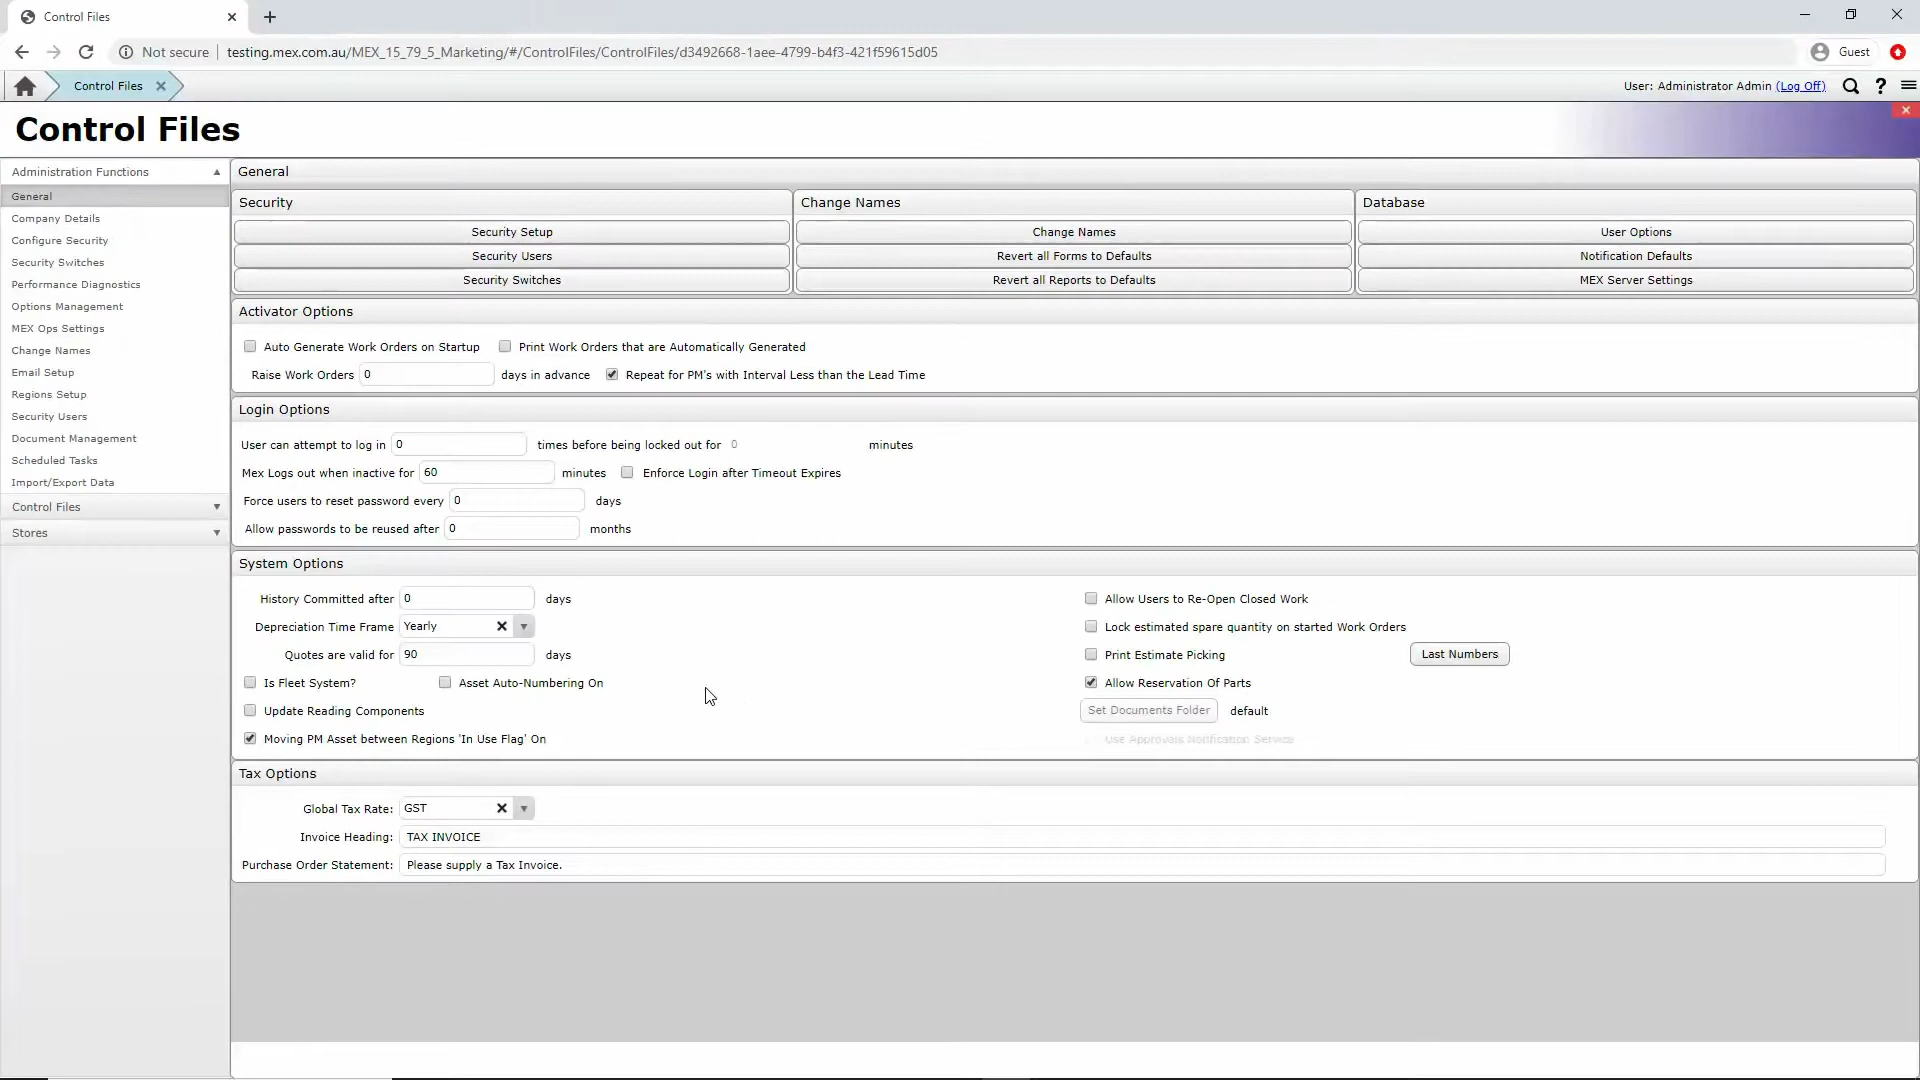 Control Files
Not secure testing.mex.com.au/MEX_15_79_5_Marketing/#/ControlFiles/ControlFiles/d3492668-1aee-4799-b4f3-421f59615d05 Guest
Control Files User: Administrator Admin (Log Off) ?
Control Files
Administration Functions
General
Company Details
Configure Security
Security Switches
Performance Diagnostics
Options Management
MEX Ops Settings
Change Names
Email Setup
Regions Setup
Security Users
Document Management
Scheduled Tasks
Import/Export Data
Control Files
Stores
General
Security
Security Setup
Security Users
Security Switches
Change Names
Change Names
Revert all Forms to Defaults
Revert all Reports to Defaults
Database
User Options
Notification Defaults
MEX Server Settings
Activator Options
Auto Generate Work Orders on Startup Print Work Orders that are Automatically Generated
Raise Work Orders 0 days in advance Repeat for PM's with Interval Less than the Lead Time
Login Options
User can attempt to log in 0 times before being locked out for 0 minutes
Mex Logs out when inactive for 60 minutes Enforce Login after Timeout Expires
Force users to reset password every 0 days
Allow passwords to be reused after 0 months
System Options
History Committed after 0 days
Depreciation Time Frame Yearly
Quotes are valid for 90 days
Is Fleet System? Asset Auto-Numbering On
Update Reading Components
Moving PM Asset between Regions 'In Use Flag' On
Allow Users to Re-Open Closed Work
Lock estimated spare quantity on started Work Orders
Print Estimate Picking Last Numbers
Allow Reservation Of Parts
Set Documents Folder default
Use Approvals Notification Service
Tax Options
Global Tax Rate: GST
Invoice Heading: TAX INVOICE
Purchase Order Statement: Please supply a Tax Invoice.